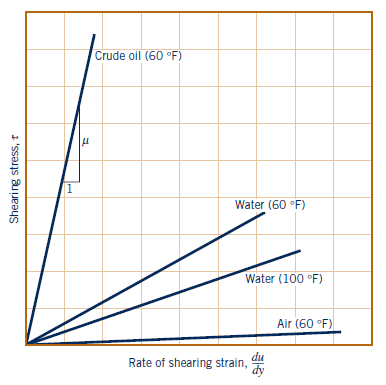 Crude oil (60 °F)
μ
1
Water (60 °F)
Water (100 °F)
Air (60 °F)
Shearing stress, τ
Rate of shearing strain, du/dy